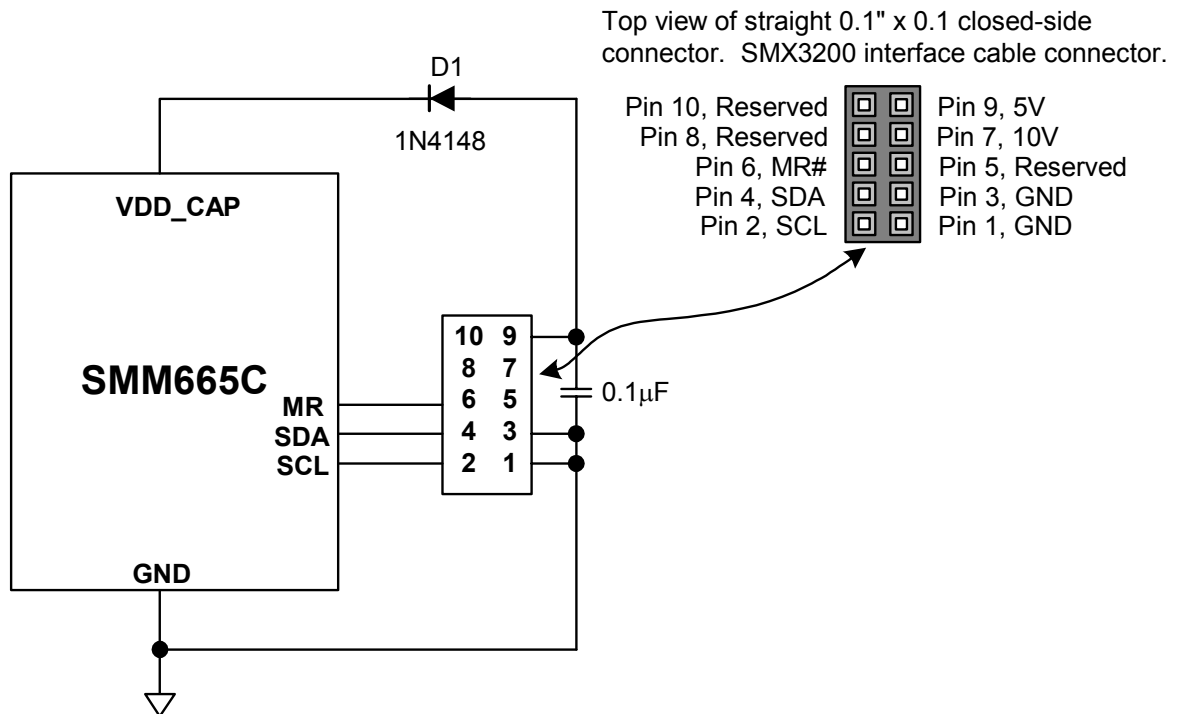 Top view of straight 0.1" x 0.1 closed-side
connector. SMX3200 interface cable connector.
D1
1N4148
Pin 10, Reserved
Pin 9, 5V
Pin 8, Reserved
Pin 7, 10V
Pin 6, MR#
Pin 5, Reserved
Pin 4, SDA
Pin 3, GND
Pin 2, SCL
Pin 1, GND
VDD_CAP
SMM665C
MR
SDA
SCL
GND
10 9
8 7
6 5
4 3
2 1
0.1μF